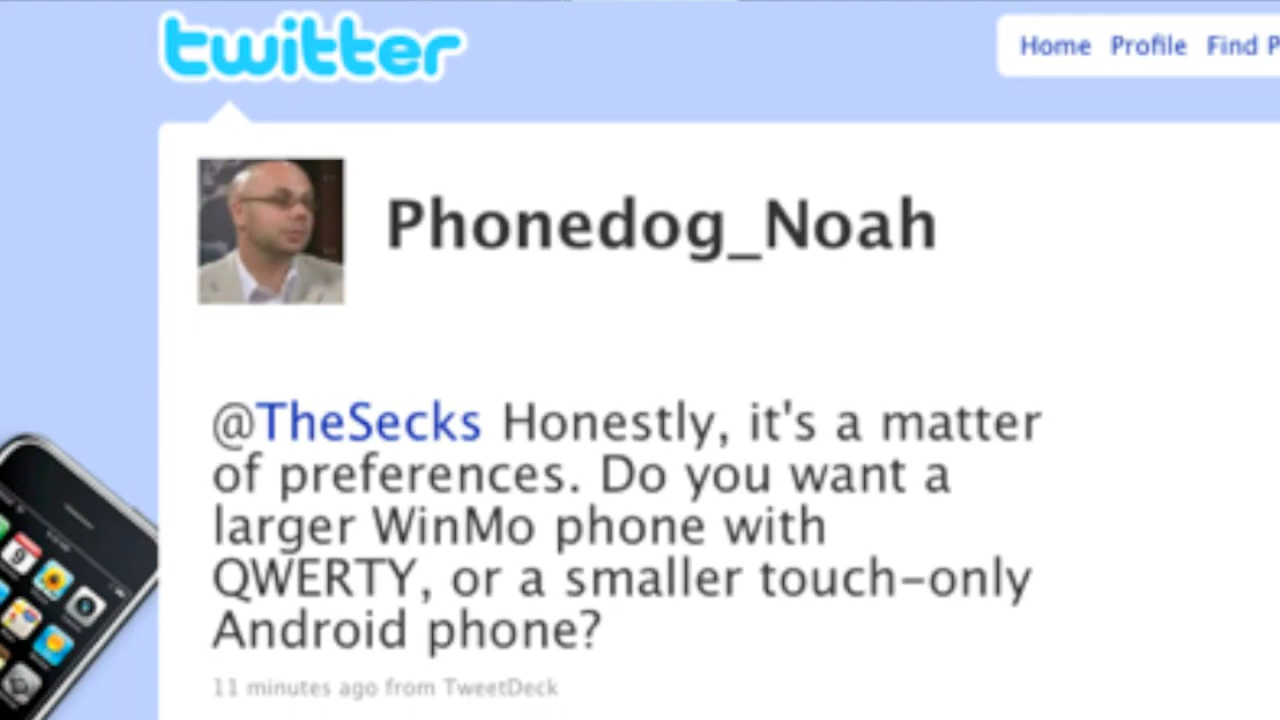 twitter
Home Profile Find P
Phonedog_Noah
@TheSecks Honestly, it's a matter
of preferences. Do you want a
larger WinMo phone with
QWERTY, or a smaller touch-only
Android phone?
11 minutes ago from TweetDeck
9